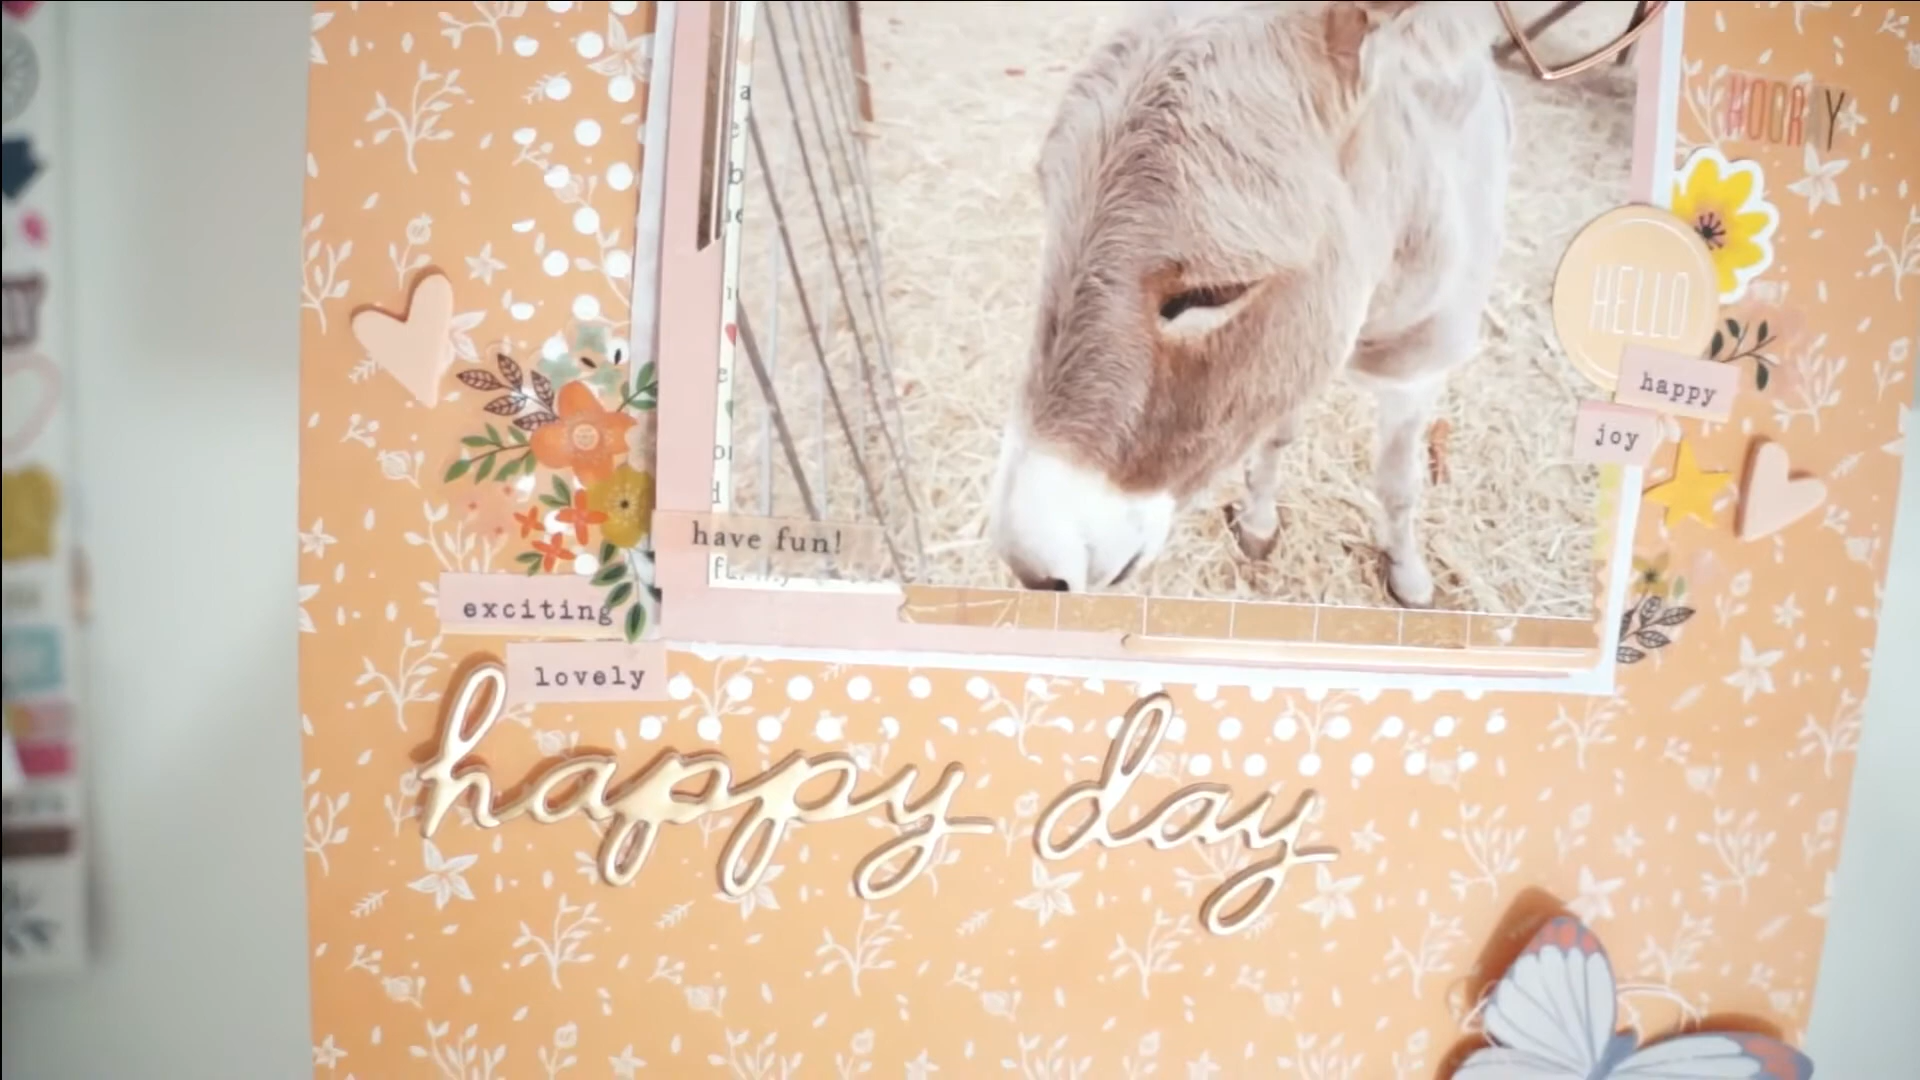 HOORAY
HELLO
happy
joy
have fun!
exciting
lovely
happy day